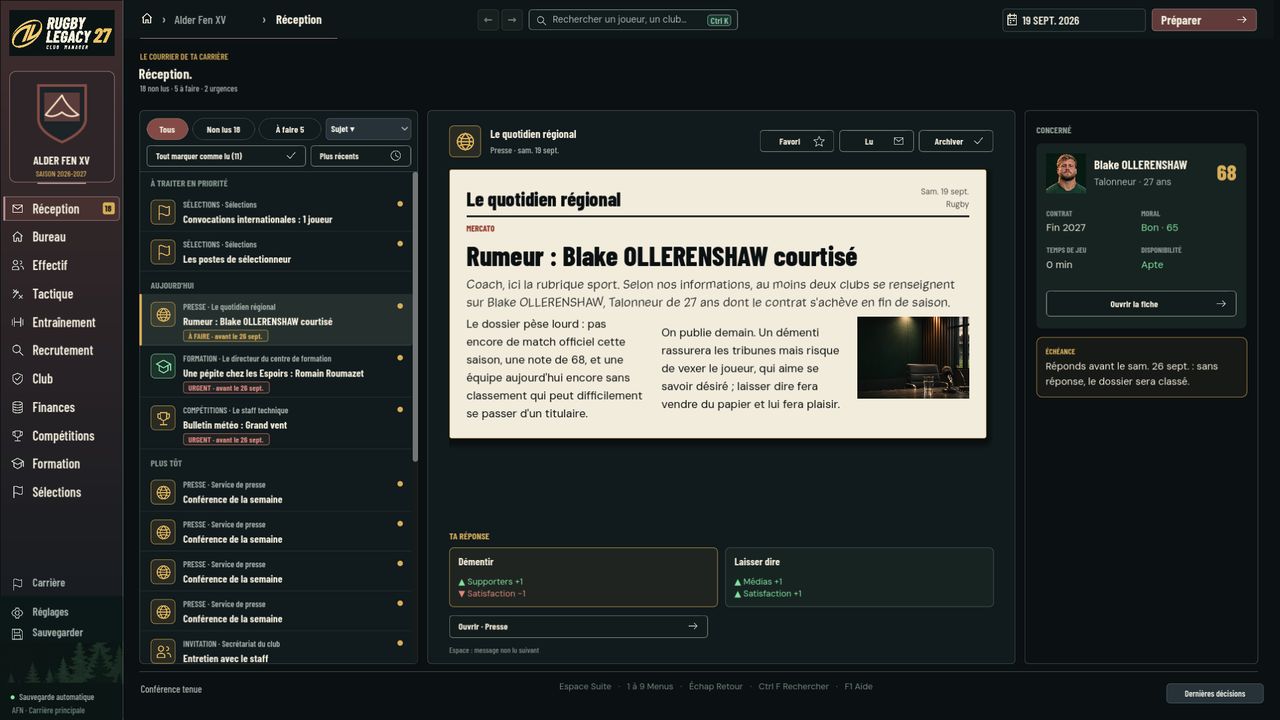 RUGBY
LEGACY 27
CLUB MANAGER
ALDER FEN XV
SAISON 2026-2027
Réception 18
Bureau
Effectif
Tactique
Entraînement
Recrutement
Club
Finances
Compétitions
Formation
Sélections
Carrière
Réglages
Sauvegarder
Sauvegarde automatique
AFN · Carrière principale
Alder Fen XV › Réception
Rechercher un joueur, un club... Ctrl K
19 SEPT. 2026
Préparer
LE COURRIER DE TA CARRIÈRE
Réception.
18 non lus · 5 à faire · 2 urgences
Tous Non lus 18 À faire 5 Sujet ▾
Tout marquer comme lu (11) Plus récents
À TRAITER EN PRIORITÉ
SÉLECTIONS · Sélections
Convocations internationales : 1 joueur
SÉLECTIONS · Sélections
Les postes de sélectionneur
AUJOURD'HUI
PRESSE · Le quotidien régional
Rumeur : Blake OLLERENSHAW courtisé
À FAIRE · avant le 26 sept.
FORMATION · Le directeur du centre de formation
Une pépite chez les Espoirs : Romain Roumazet
URGENT · avant le 26 sept.
COMPÉTITIONS · Le staff technique
Bulletin météo : Grand vent
URGENT · avant le 26 sept.
PLUS TÔT
PRESSE · Service de presse
Conférence de la semaine
PRESSE · Service de presse
Conférence de la semaine
PRESSE · Service de presse
Conférence de la semaine
PRESSE · Service de presse
Conférence de la semaine
INVITATION · Secrétariat du club
Entretien avec le staff
Le quotidien régional
Presse · sam. 19 sept.
Favori Lu Archiver
Le quotidien régional
Sam. 19 sept.
Rugby
MERCATO
Rumeur : Blake OLLERENSHAW courtisé
Coach, ici la rubrique sport. Selon nos informations, au moins deux clubs se renseignent
sur Blake OLLERENSHAW, Talonneur de 27 ans dont le contrat s'achève en fin de saison.
Le dossier pèse lourd : pas
encore de match officiel cette
saison, une note de 68, et une
équipe aujourd'hui encore sans
classement qui peut difficilement
se passer d'un titulaire.
On publie demain. Un démenti
rassurera les tribunes mais risque
de vexer le joueur, qui aime se
savoir désiré ; laisser dire fera
vendre du papier et lui fera plaisir.
TA RÉPONSE
Démentir
▲ Supporters +1
▼ Satisfaction −1
Laisser dire
▲ Médias +1
▲ Satisfaction +1
Ouvrir · Presse
Espace : message non lu suivant
CONCERNÉ
Blake OLLERENSHAW
Talonneur · 27 ans
68
CONTRAT MORAL
Fin 2027 Bon · 65
TEMPS DE JEU DISPONIBILITÉ
0 min Apte
Ouvrir la fiche
ÉCHÉANCE
Réponds avant le sam. 26 sept. : sans
réponse, le dossier sera classé.
Conférence tenue
Espace Suite · 1 à 9 Menus · Échap Retour · Ctrl F Rechercher · F1 Aide
Dernières décisions